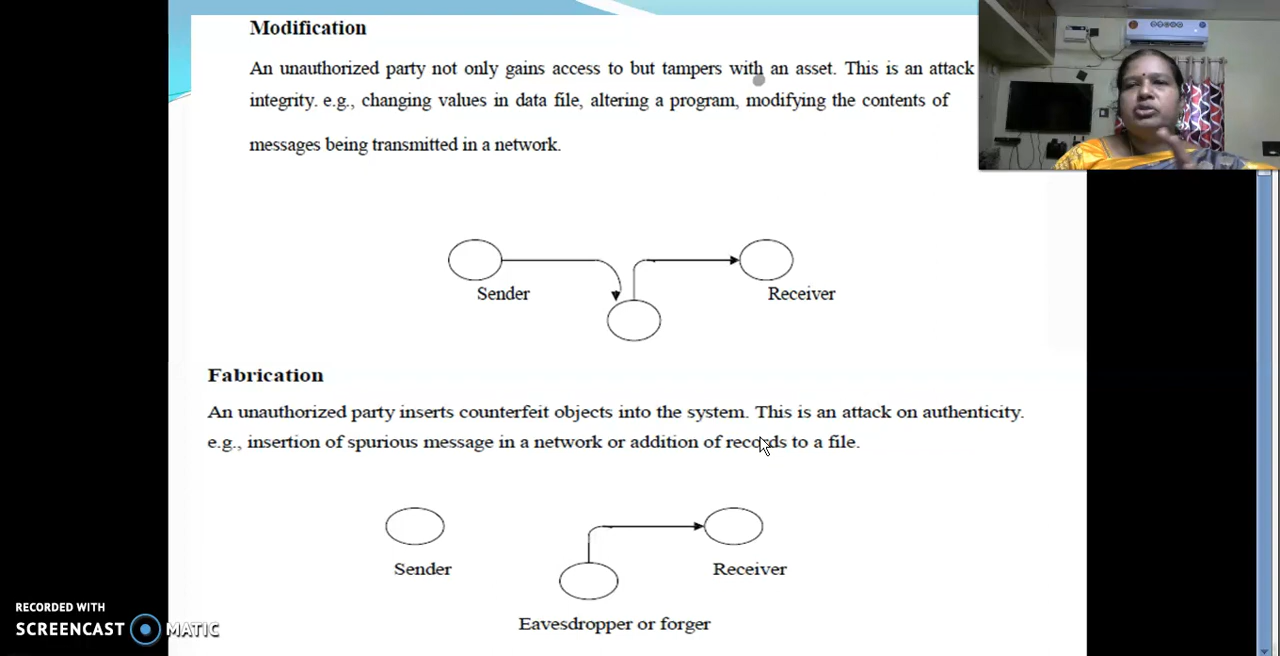 Modification
An unauthorized party not only gains access to but tampers with an asset. This is an attack
integrity. e.g., changing values in data file, altering a program, modifying the contents of
messages being transmitted in a network.
Sender
Receiver
Fabrication
An unauthorized party inserts counterfeit objects into the system. This is an attack on authenticity.
e.g., insertion of spurious message in a network or addition of records to a file.
Sender
Receiver
Eavesdropper or forger
RECORDED WITH
SCREENCAST MATIC